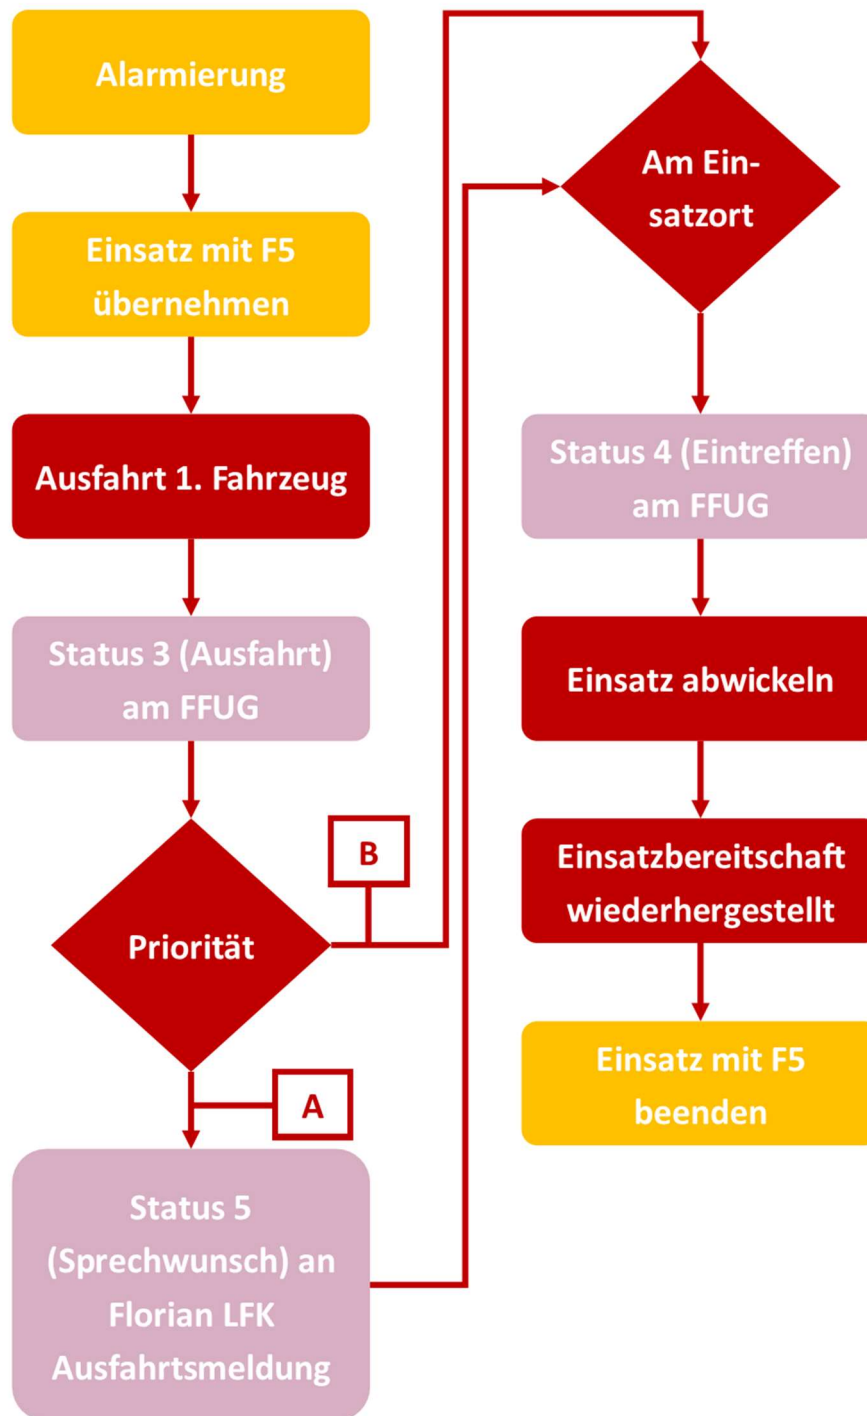 Alarmierung
Einsatz mit F5
übernehmen
Ausfahrt 1. Fahrzeug
Status 3 (Ausfahrt)
am FFUG
Priorität
B
A
Status 5
(Sprechwunsch) an
Florian LFK
Ausfahrtsmeldung
Am Ein-
satzort
Status 4 (Eintreffen)
am FFUG
Einsatz abwickeln
Einsatzbereitschaft
wiederhergestellt
Einsatz mit F5
beenden